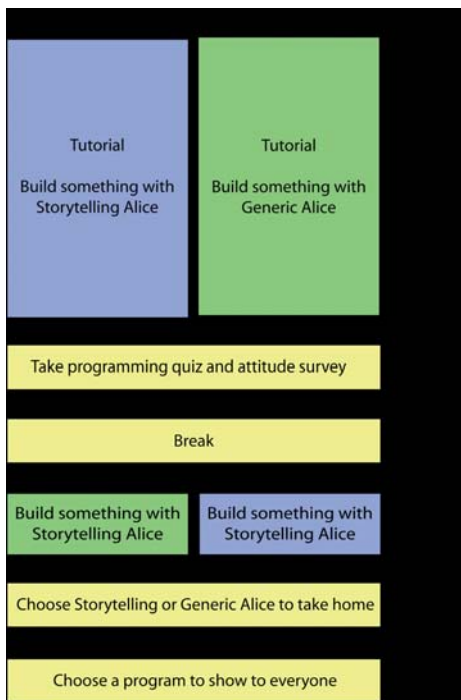 Tutorial
Build something with
Storytelling Alice
Tutorial
Build something with
Generic Alice
Take programming quiz and attitude survey
Break
Build something with
Storytelling Alice
Build something with
Storytelling Alice
Choose Storytelling or Generic Alice to take home
Choose a program to show to everyone